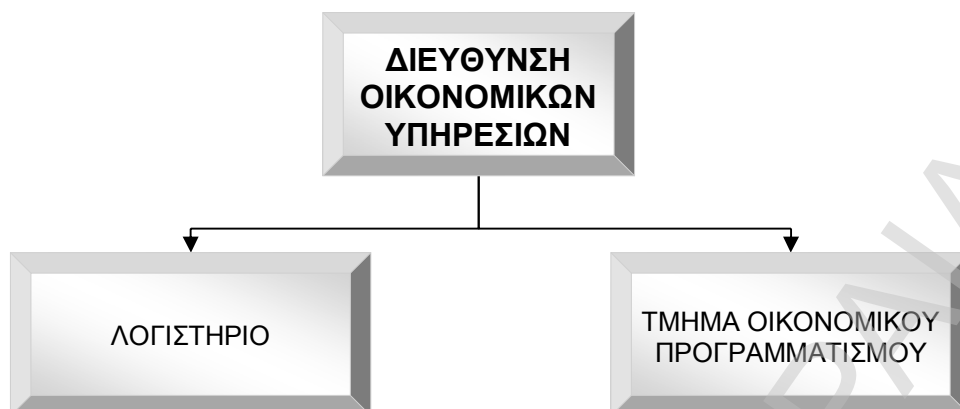 ΔΙΕΥΘΥΝΣΗ
ΟΙΚΟΝΟΜΙΚΩΝ
ΥΠΗΡΕΣΙΩΝ
ΛΟΓΙΣΤΗΡΙΟ
ΤΜΗΜΑ ΟΙΚΟΝΟΜΙΚΟΥ
ΠΡΟΓΡΑΜΜΑΤΙΣΜΟΥ